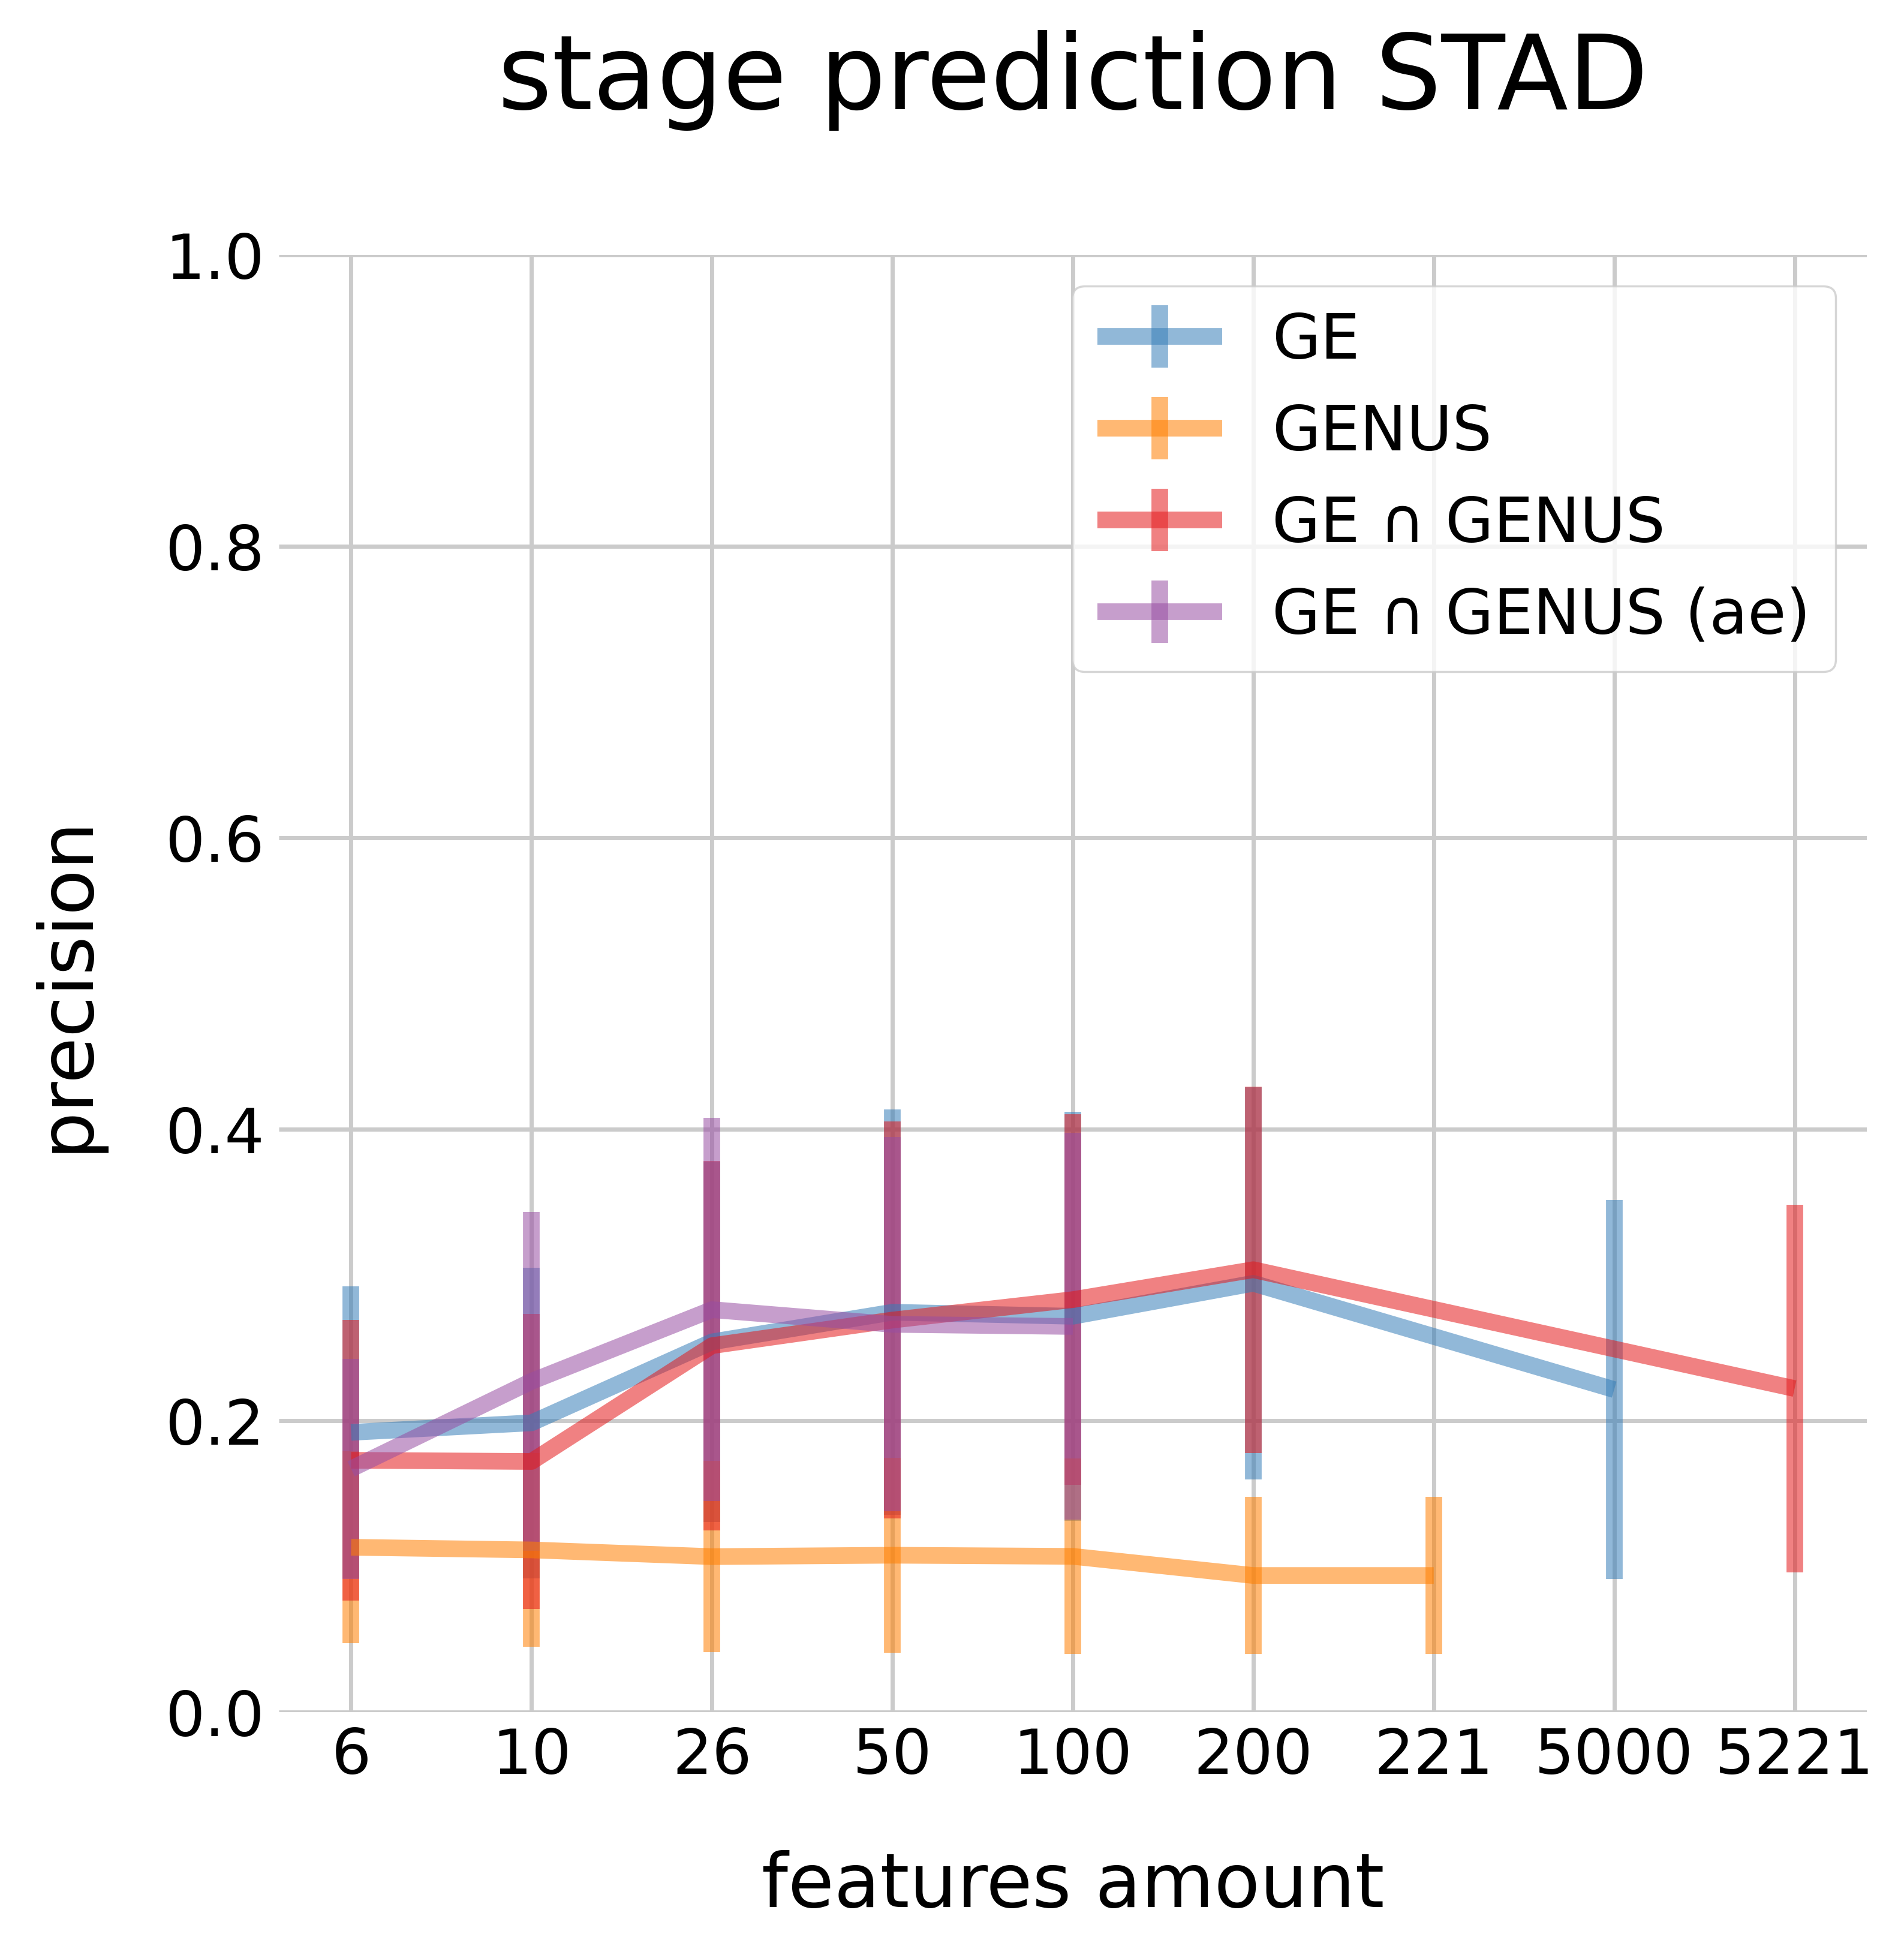 stage prediction STAD
1.0
0.8
0.6
0.4
0.2
0.0
precision
GE
GENUS
GE ∩ GENUS
GE ∩ GENUS (ae)
6 10 26 50 100 200 221 5000 5221
features amount